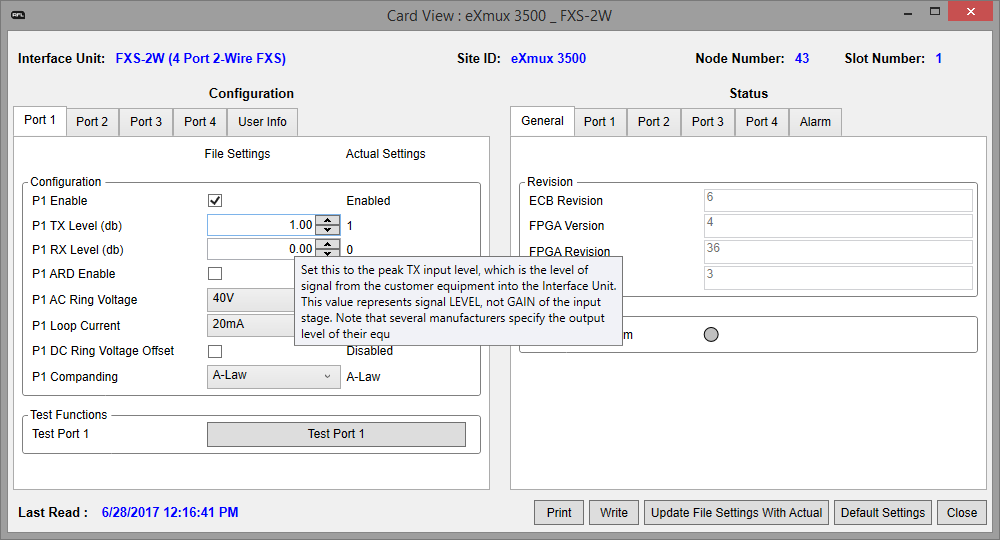 AFL
Card View : eXmux 3500 _ FXS-2W
Interface Unit: FXS-2W (4 Port 2-Wire FXS) Site ID: eXmux 3500 Node Number: 43 Slot Number: 1
Configuration
Status
Port 1 Port 2 Port 3 Port 4 User Info
General Port 1 Port 2 Port 3 Port 4 Alarm
File Settings Actual Settings
Configuration
P1 Enable Enabled
P1 TX Level (db) 1.00 1
P1 RX Level (db) 0.00 0
P1 ARD Enable
P1 AC Ring Voltage 40V
P1 Loop Current 20mA
P1 DC Ring Voltage Offset Disabled
P1 Companding A-Law A-Law
Set this to the peak TX input level, which is the level of
signal from the customer equipment into the Interface Unit.
This value represents signal LEVEL, not GAIN of the input
stage. Note that several manufacturers specify the output
level of their equ
Test Functions
Test Port 1 Test Port 1
Revision
ECB Revision 6
FPGA Version 4
FPGA Revision 36
3
Last Read : 6/28/2017 12:16:41 PM
Print Write Update File Settings With Actual Default Settings Close